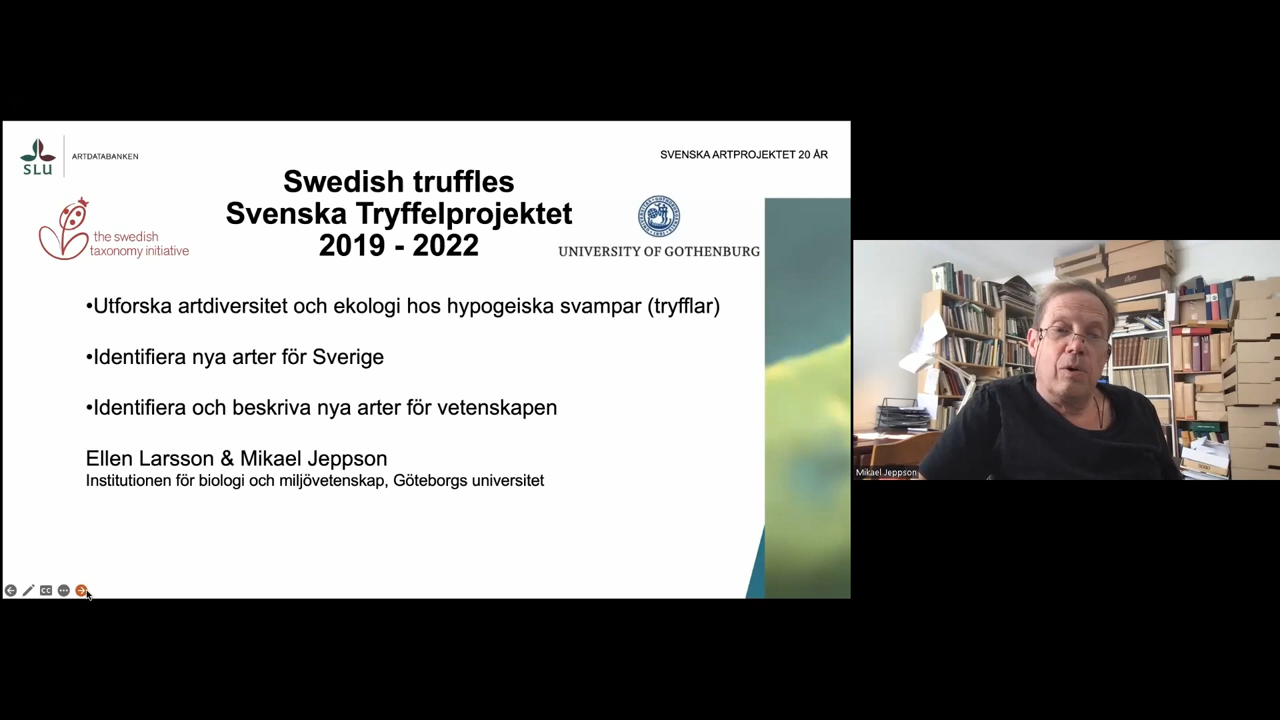 SLU
ARTDATABANKEN
SVENSKA ARTPROJEKTET 20 ÅR
Swedish truffles
Svenska Tryffelprojektet
2019 - 2022
the swedish
taxonomy initiative
UNIVERSITY OF GOTHENBURG
•Utforska artdiversitet och ekologi hos hypogeiska svampar (tryfflar)
•Identifiera nya arter för Sverige
•Identifiera och beskriva nya arter för vetenskapen
Ellen Larsson & Mikael Jeppson
Institutionen för biologi och miljövetenskap, Göteborgs universitet
Mikael Jeppson
CC